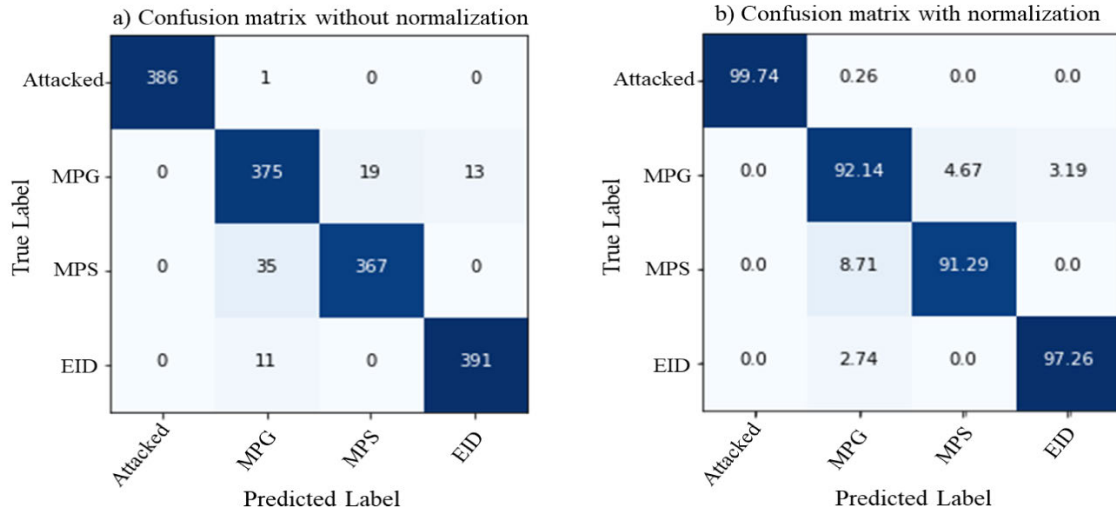 a) Confusion matrix without normalization
True Label
Attacked 386 1 0 0
MPG 0 375 19 13
MPS 0 35 367 0
EID 0 11 0 391
Attacked MPG MPS EID
Predicted Label
b) Confusion matrix with normalization
True Label
Attacked 99.74 0.26 0.0 0.0
MPG 0.0 92.14 4.67 3.19
MPS 0.0 8.71 91.29 0.0
EID 0.0 2.74 0.0 97.26
Attacked MPG MPS EID
Predicted Label